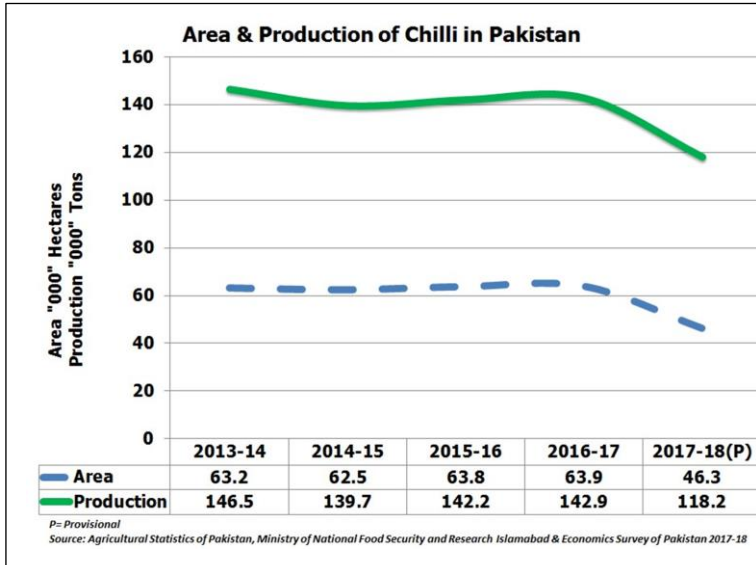 Area & Production of Chilli in Pakistan
Area "000" Hectares
Production "000" Tons
160
140
120
100
80
60
40
20
0
2013-14 2014-15 2015-16 2016-17 2017-18(P)
Area 63.2 62.5 63.8 63.9 46.3
Production 146.5 139.7 142.2 142.9 118.2
P= Provisional
Source: Agricultural Statistics of Pakistan, Ministry of National Food Security and Research Islamabad & Economics Survey of Pakistan 2017-18